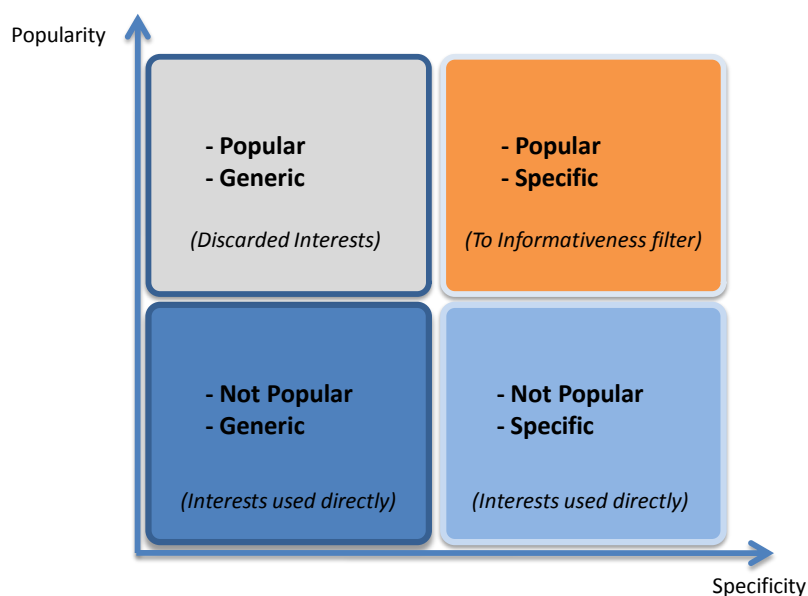 Popularity
- Popular
- Generic
(Discarded Interests)
- Popular
- Specific
(To Informativeness filter)
- Not Popular
- Generic
(Interests used directly)
- Not Popular
- Specific
(Interests used directly)
Specificity